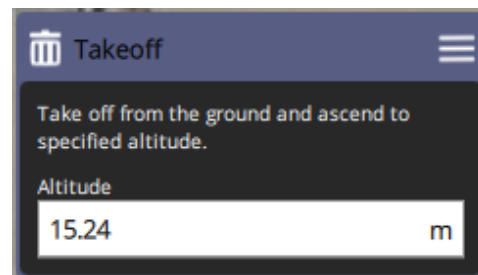 Takeoff
Take off from the ground and ascend to
specified altitude.
Altitude
15.24 m